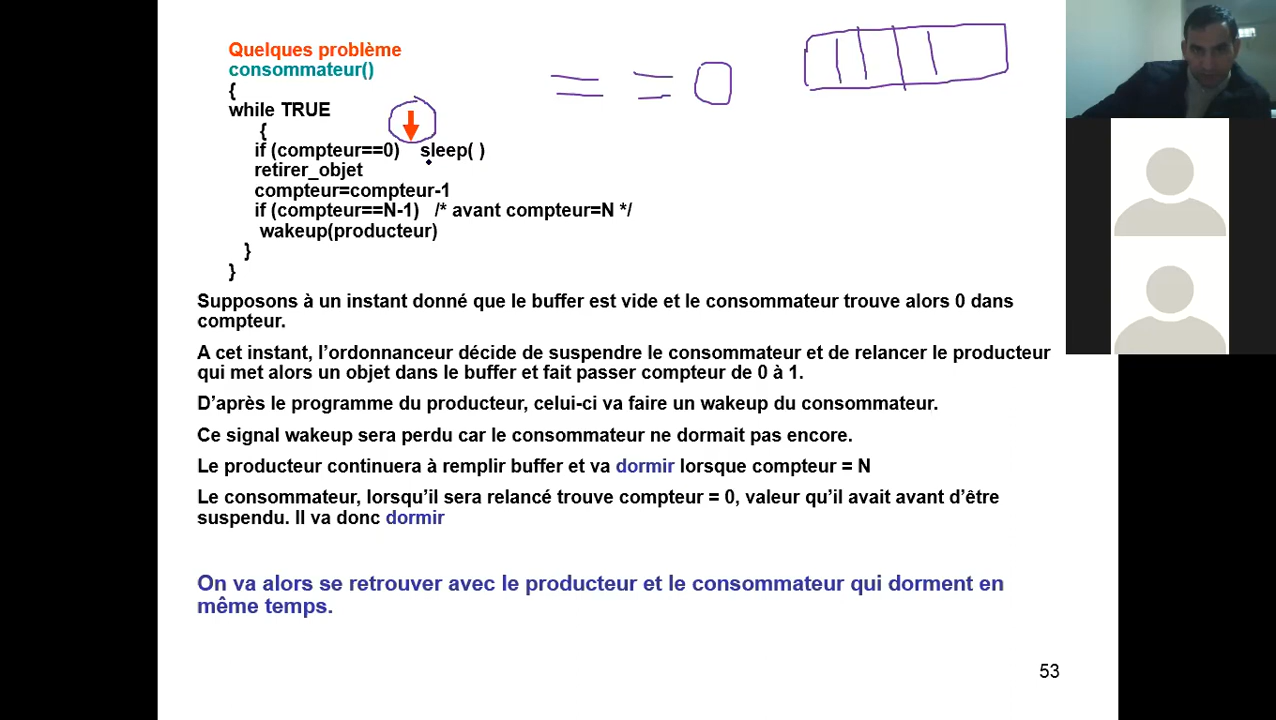 Quelques problème
consommateur()
{
while TRUE
{
if (compteur==0) sleep( )
retirer_objet
compteur=compteur-1
if (compteur==N-1) /* avant compteur=N */
wakeup(producteur)
}
}
= = 0
Supposons à un instant donné que le buffer est vide et le consommateur trouve alors 0 dans
compteur.
A cet instant, l’ordonnanceur décide de suspendre le consommateur et de relancer le producteur
qui met alors un objet dans le buffer et fait passer compteur de 0 à 1.
D’après le programme du producteur, celui-ci va faire un wakeup du consommateur.
Ce signal wakeup sera perdu car le consommateur ne dormait pas encore.
Le producteur continuera à remplir buffer et va dormir lorsque compteur = N
Le consommateur, lorsqu’il sera relancé trouve compteur = 0, valeur qu’il avait avant d’être
suspendu. Il va donc dormir
On va alors se retrouver avec le producteur et le consommateur qui dorment en
même temps.
53